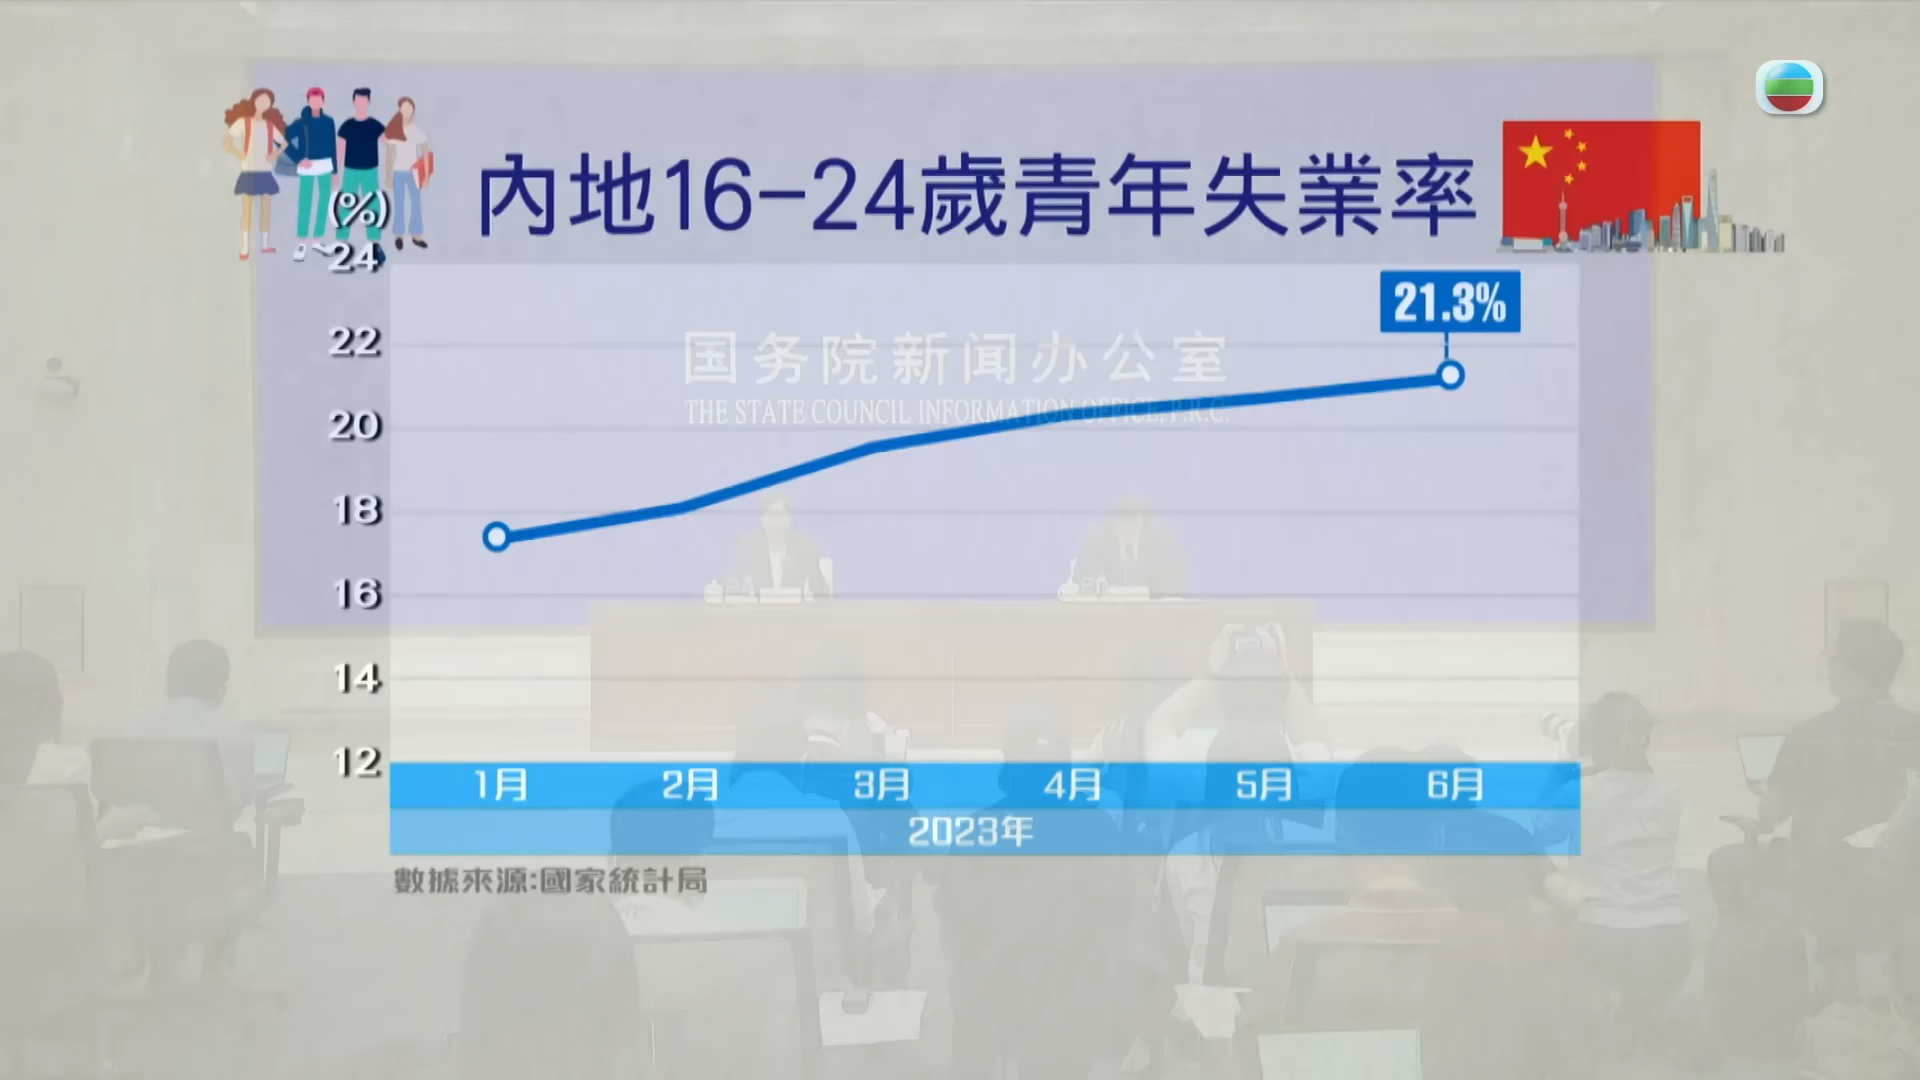 內地16-24歲青年失業率
(%)
24
21.3%
22
国务院新闻办公室
THE STATE COUNCIL INFORMATION OFFICE, P.R.C.
20
18
16
14
12
1月 2月 3月 4月 5月 6月
2023年
數據來源:國家統計局